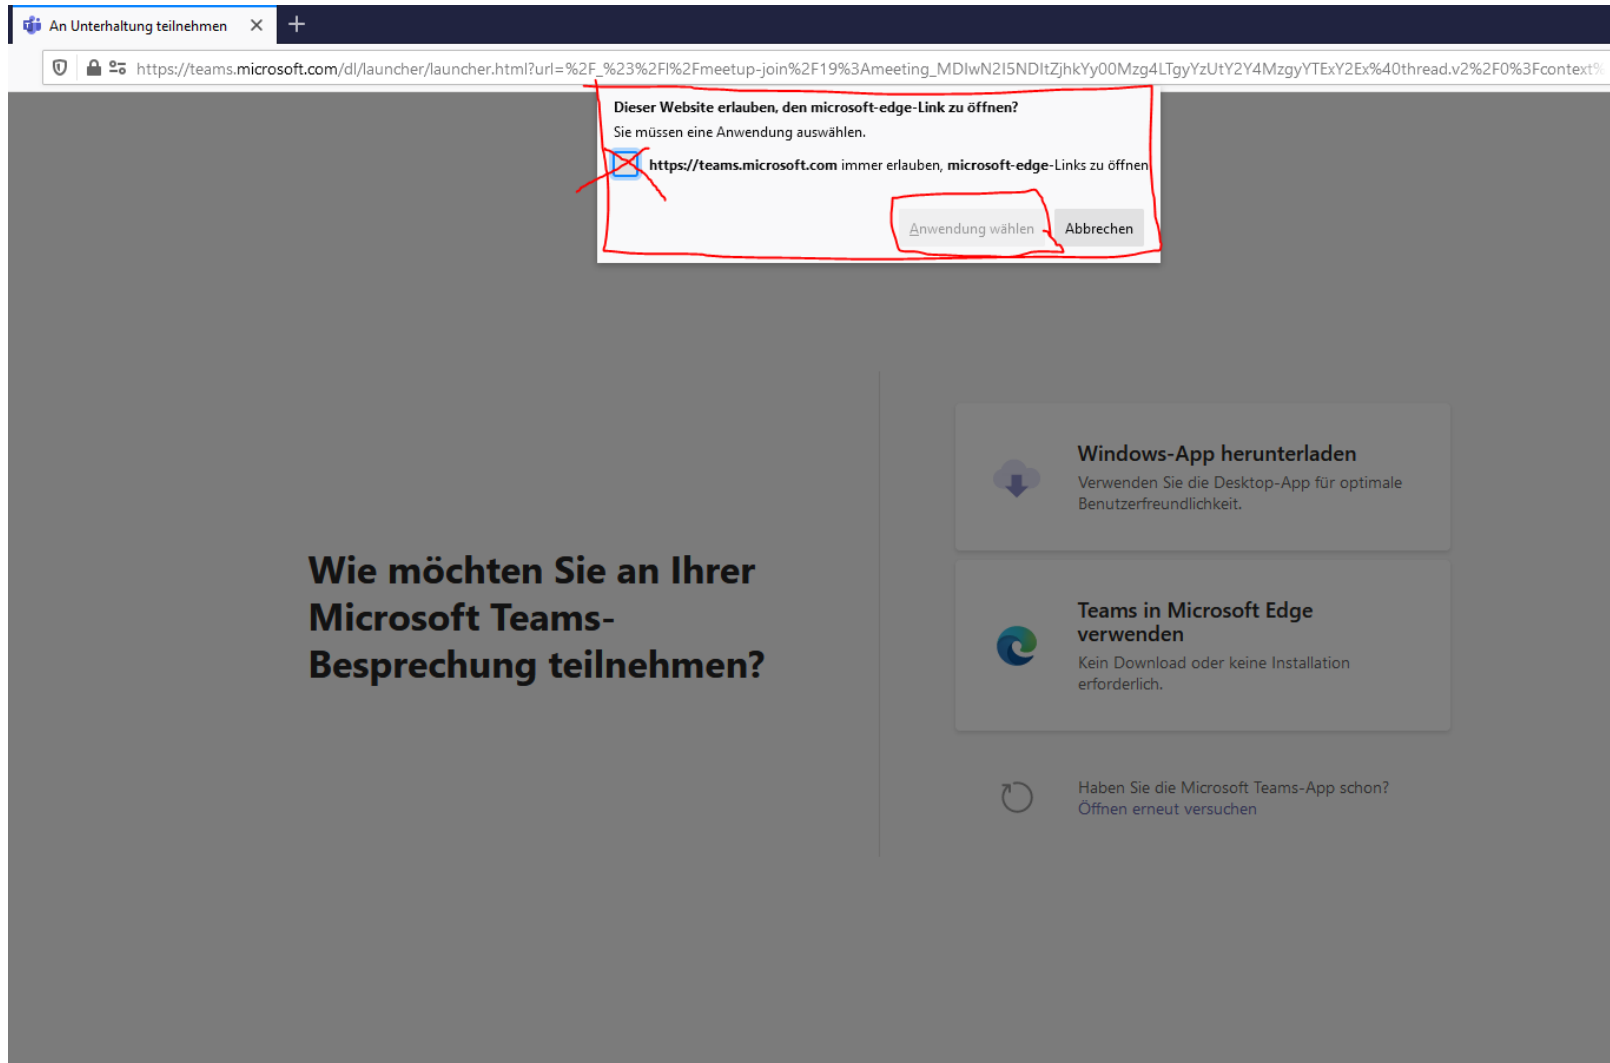 An Unterhaltung teilnehmen
https://teams.microsoft.com/dl/launcher/launcher.html?url=%2F_%23%2Fl%2Fmeetup-join%2F19%3Ameeting_MDIwN2I5NDItZjhkYy00Mzg4LTgyYzUtY2Y4MzgyYTExY2Ex%40thread.v2%2F0%3Fcontext%
Dieser Website erlauben, den microsoft-edge-Link zu öffnen?
Sie müssen eine Anwendung auswählen.
https://teams.microsoft.com immer erlauben, microsoft-edge-Links zu öffnen
Anwendung wählen
Abbrechen
Wie möchten Sie an Ihrer
Microsoft Teams-
Besprechung teilnehmen?
Windows-App herunterladen
Verwenden Sie die Desktop-App für optimale
Benutzerfreundlichkeit.
Teams in Microsoft Edge
verwenden
Kein Download oder keine Installation
erforderlich.
Haben Sie die Microsoft Teams-App schon?
Öffnen erneut versuchen